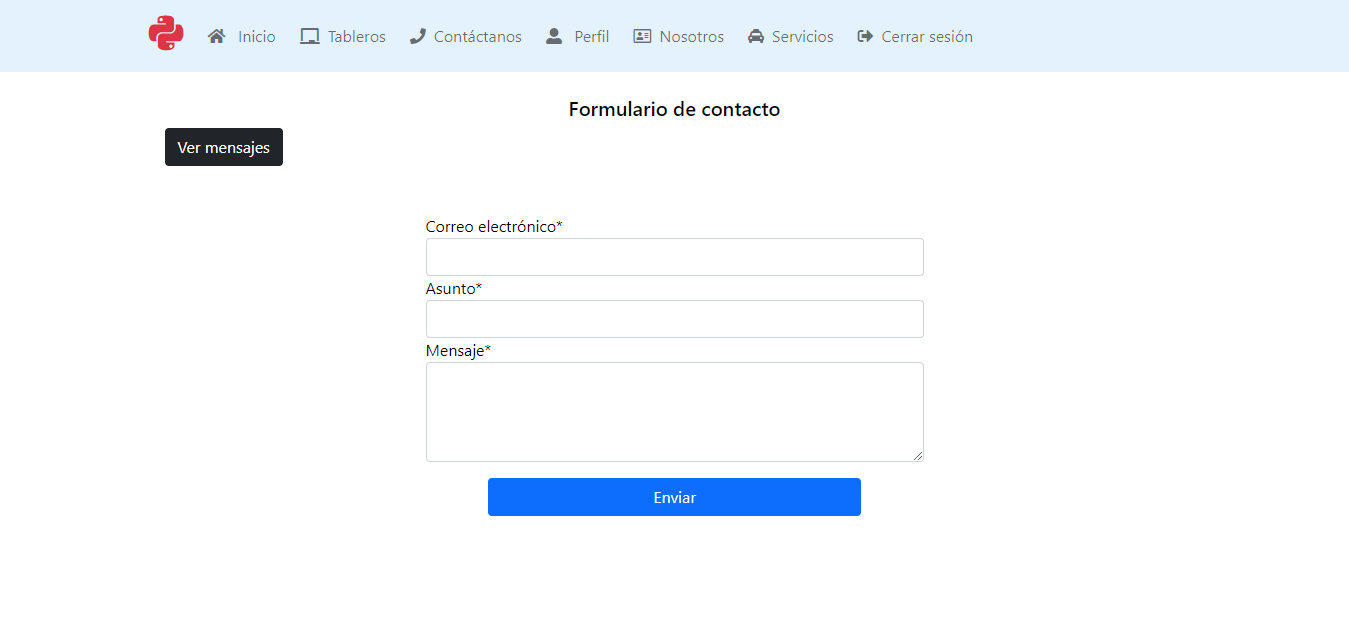 Inicio Tableros Contáctanos Perfil Nosotros Servicios Cerrar sesión
Formulario de contacto
Ver mensajes
Correo electrónico*
Asunto*
Mensaje*
Enviar